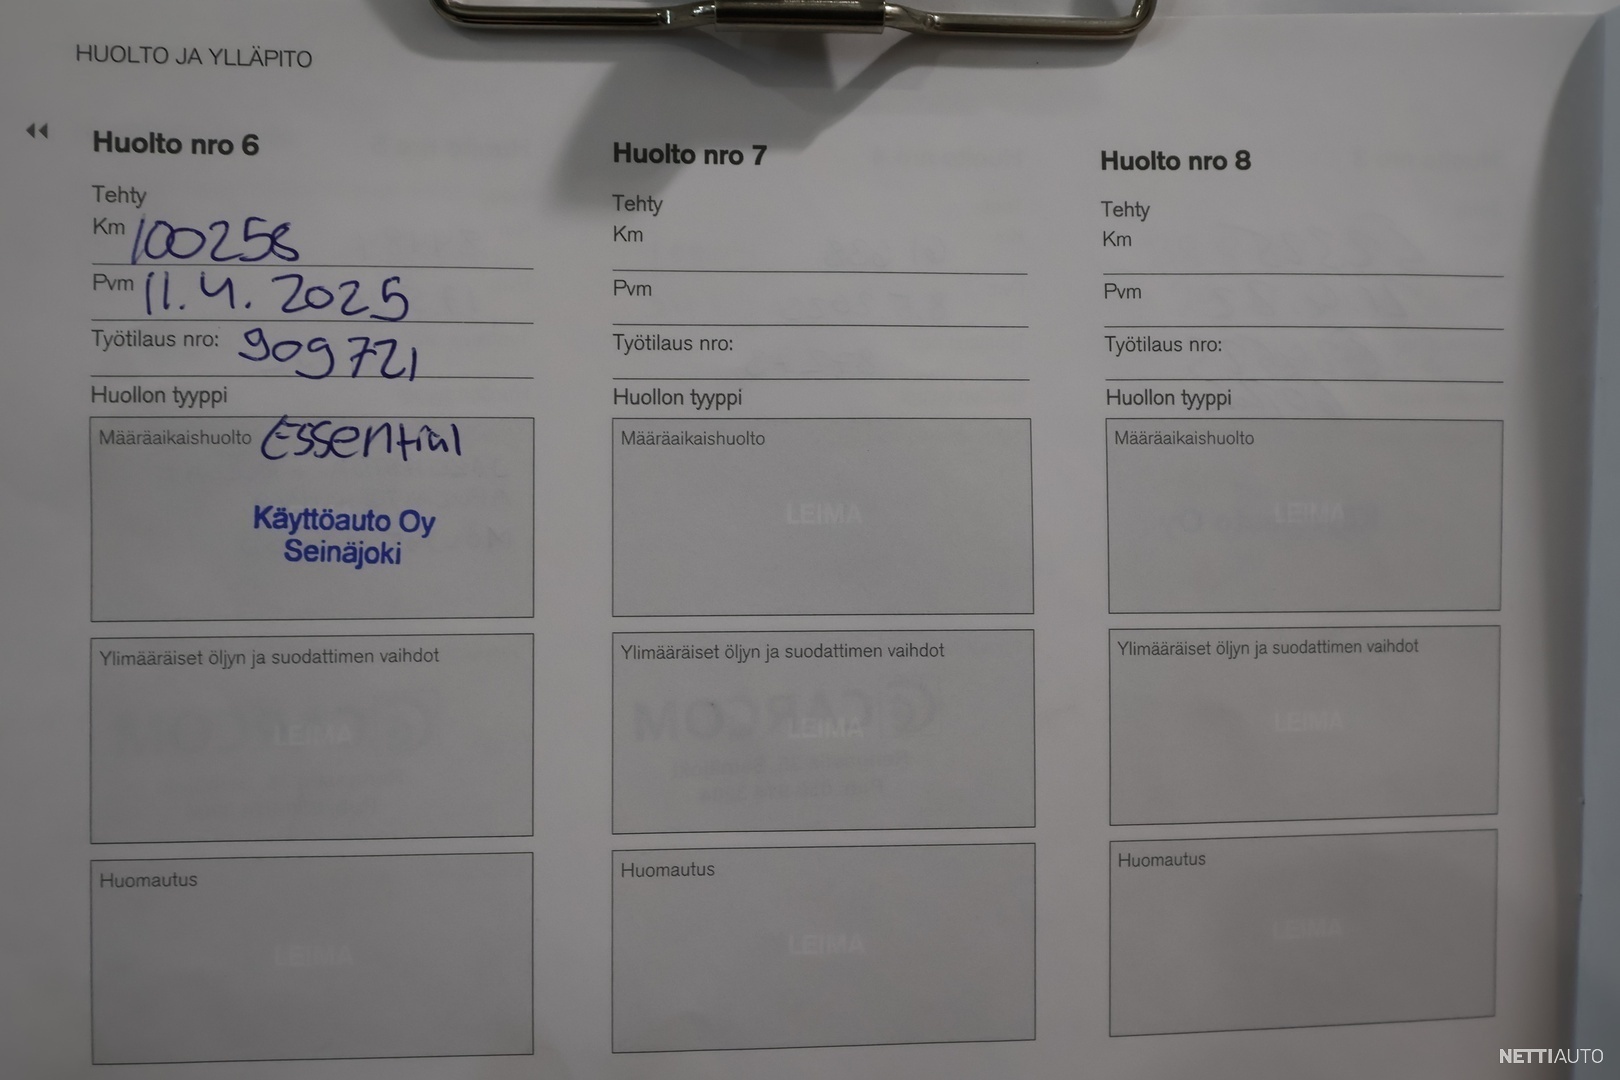 HUOLTO JA YLLÄPITO
Huolto nro 6
Tehty
Km 100258
Pvm 11.4.2025
Työtilaus nro: 909721
Huollon tyyppi
Määräaikaishuolto Essential
Käyttöauto Oy
Seinäjoki
Ylimääräiset öljyn ja suodattimen vaihdot
LEIMA
Huomautus
LEIMA
Huolto nro 7
Tehty
Km
Pvm
Työtilaus nro:
Huollon tyyppi
Määräaikaishuolto
LEIMA
Ylimääräiset öljyn ja suodattimen vaihdot
LEIMA
Huomautus
LEIMA
Huolto nro 8
Tehty
Km
Pvm
Työtilaus nro:
Huollon tyyppi
Määräaikaishuolto
LEIMA
Ylimääräiset öljyn ja suodattimen vaihdot
LEIMA
Huomautus
LEIMA
NETTIAUTO